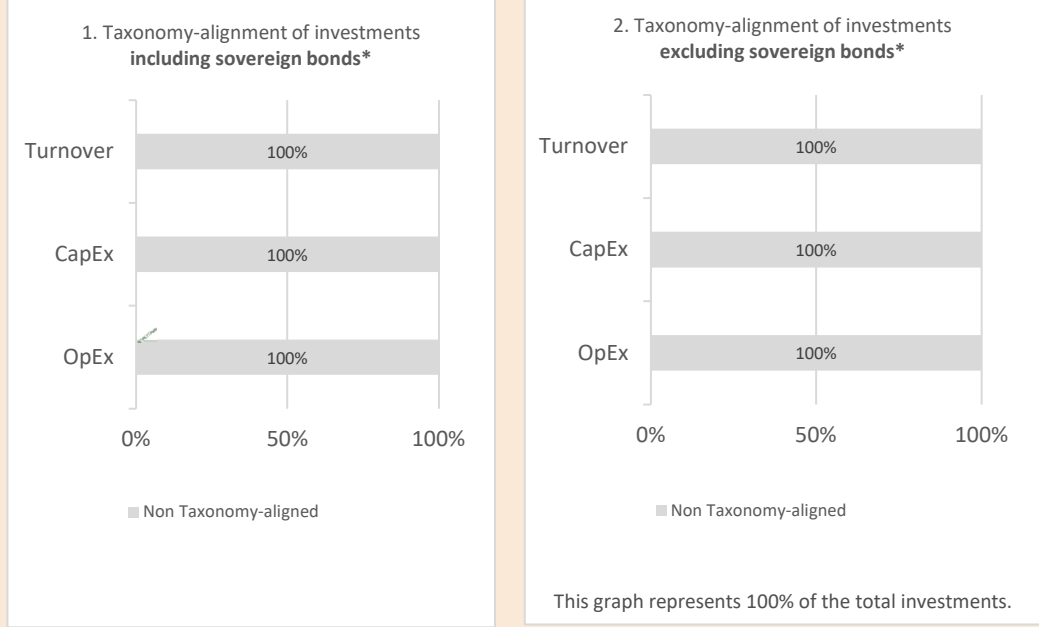 1. Taxonomy-alignment of investments
including sovereign bonds*
Turnover
100%
CapEx
100%
OpEx
100%
0% 50% 100%
Non Taxonomy-aligned
2. Taxonomy-alignment of investments
excluding sovereign bonds*
Turnover
100%
CapEx
100%
OpEx
100%
0% 50% 100%
Non Taxonomy-aligned
This graph represents 100% of the total investments.